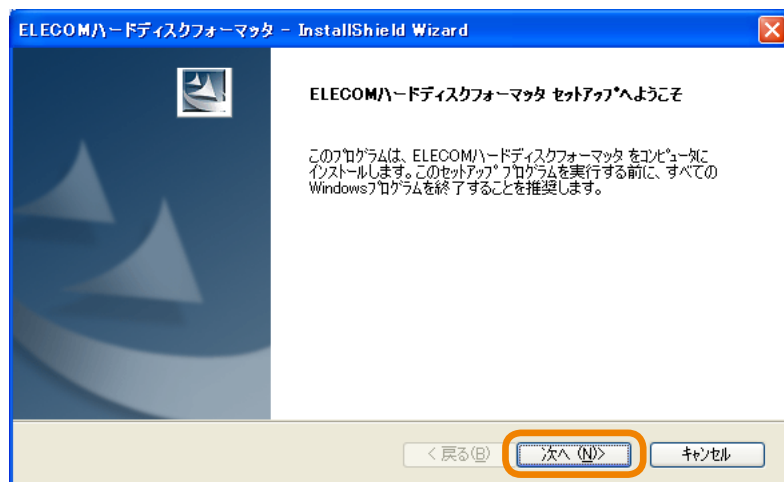 ELECOMハードディスクフォーマッタ - InstallShield Wizard
ELECOMハードディスクフォーマッタ セットアップへようこそ
このプログラムは、ELECOMハードディスクフォーマッタ をコンピュータに
インストールします。このセットアップ プログラムを実行する前に、すべての
Windowsプログラムを終了することを推奨します。
< 戻る(B)
次へ (N)>
キャンセル